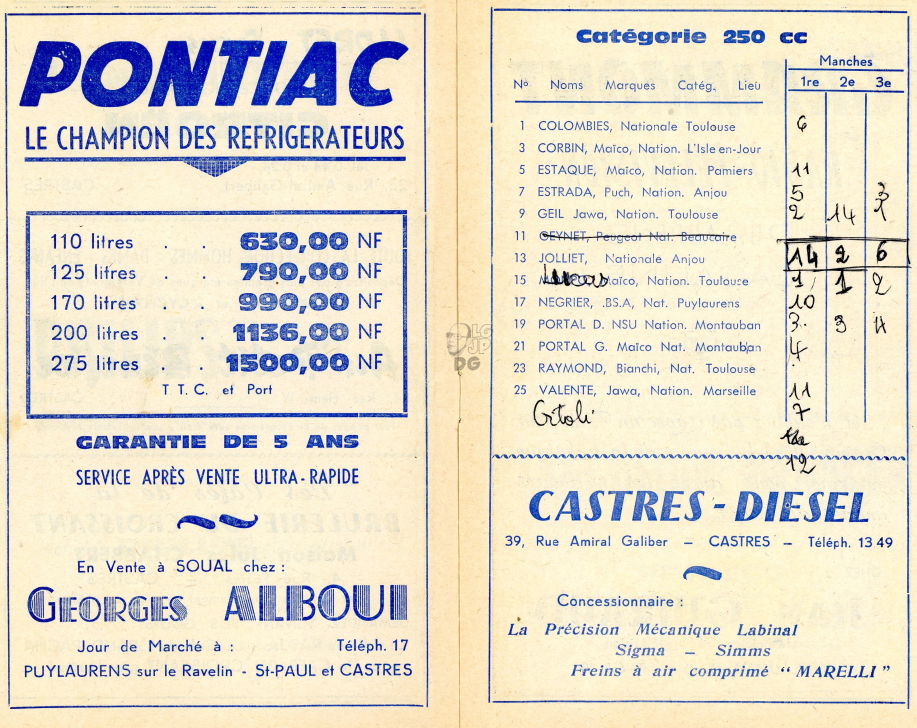 PONTIAC
LE CHAMPION DES REFRIGERATEURS
110 litres . . 630,00 NF
125 litres . . 790,00 NF
170 litres . . 990,00 NF
200 litres . . 1136,00 NF
275 litres . . 1500,00 NF
T. T. C. et Port
GARANTIE DE 5 ANS
SERVICE APRÈS VENTE ULTRA-RAPIDE
En Vente à SOUAL chez :
GEORGES ALBOUI
Jour de Marché à : Téléph. 17
PUYLAURENS sur le Ravelin - St-PAUL et CASTRES
Catégorie 250 cc
Manches
No Noms Marques Catég. Lieu 1re 2e 3e
1 COLOMBIES, Nationale Toulouse 6
3 CORBIN, Maïco, Nation. L'Isle-en-Jour
5 ESTAQUE, Maïco, Nation. Pamiers 11
7 ESTRADA, Puch, Nation. Anjou 5 3
9 GEIL Jawa, Nation. Toulouse 2 14 1
11 GEYNET, Peugeot Nat. Beaucaire
13 JOLLIET, Nationale Anjou 14 2 6
15 Lucas Maïco, Nation. Toulouse 1 1 2
17 NEGRIER, .BS.A, Nat. Puylaurens 10
19 PORTAL D. NSU Nation. Montauban 3 3 4
21 PORTAL G. Maïco Nat. Montauban 4
23 RAYMOND, Bianchi, Nat. Toulouse
25 VALENTE, Jawa, Nation. Marseille 11
7
12
CASTRES - DIESEL
39, Rue Amiral Galiber – CASTRES – Téléph. 13 49
Concessionnaire :
La Précision Mécanique Labinal
Sigma – Simms
Freins à air comprimé “ MARELLI ”
LG
JP
DG